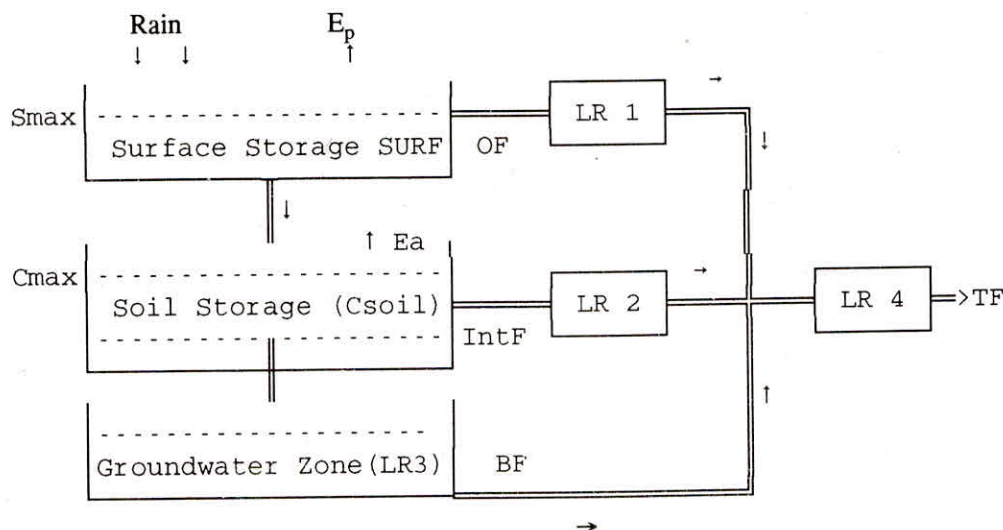 Rain Ep
↓ ↓ ↑
→
Smax LR 1
Surface Storage SURF OF ↓
↓
↑ Ea
Cmax →
Soil Storage (Csoil) LR 2 LR 4 >TF
IntF
↑
Groundwater Zone(LR3) BF
→